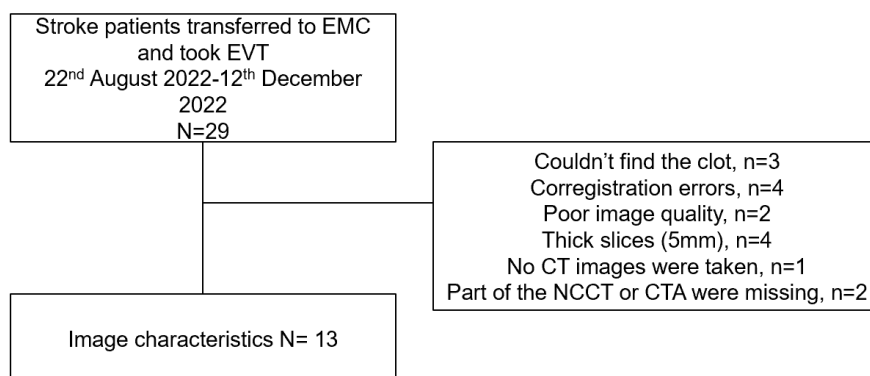 Stroke patients transferred to EMC
and took EVT
22nd August 2022-12th December
2022
N=29
Couldn't find the clot, n=3
Corregistration errors, n=4
Poor image quality, n=2
Thick slices (5mm), n=4
No CT images were taken, n=1
Part of the NCCT or CTA were missing, n=2
Image characteristics N= 13